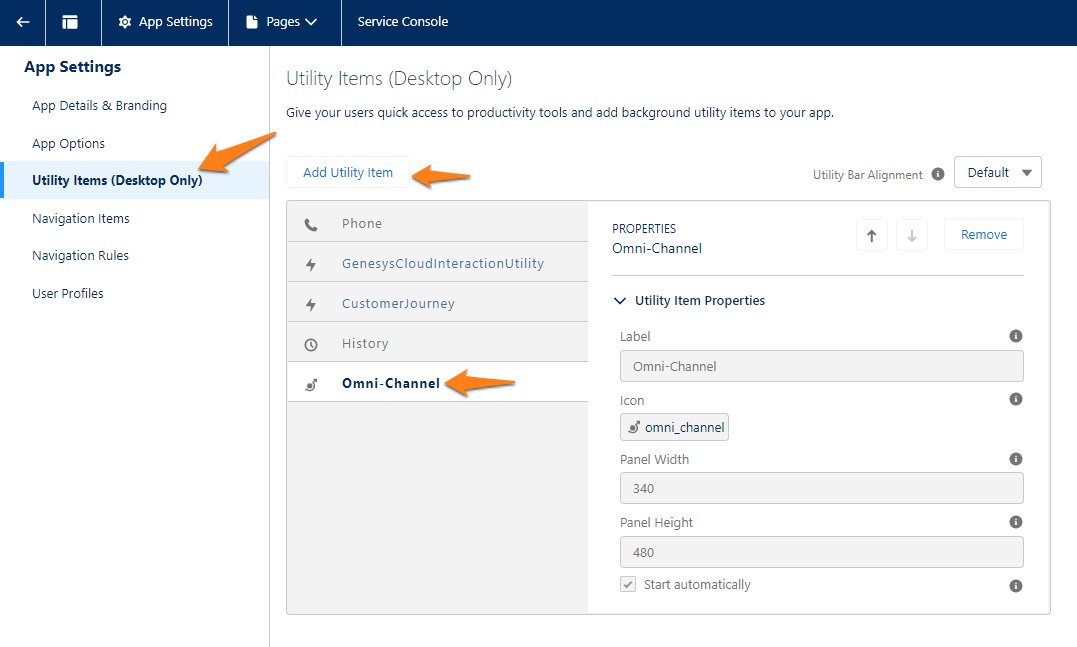 App Settings
Pages
Service Console
App Settings
App Details & Branding
App Options
Utility Items (Desktop Only)
Navigation Items
Navigation Rules
User Profiles
Utility Items (Desktop Only)
Give your users quick access to productivity tools and add background utility items to your app.
Add Utility Item
Utility Bar Alignment
Default
Phone
GenesysCloudInteractionUtility
CustomerJourney
History
Omni-Channel
PROPERTIES
Omni-Channel
Remove
Utility Item Properties
Label
Omni-Channel
Icon
omni_channel
Panel Width
340
Panel Height
480
Start automatically